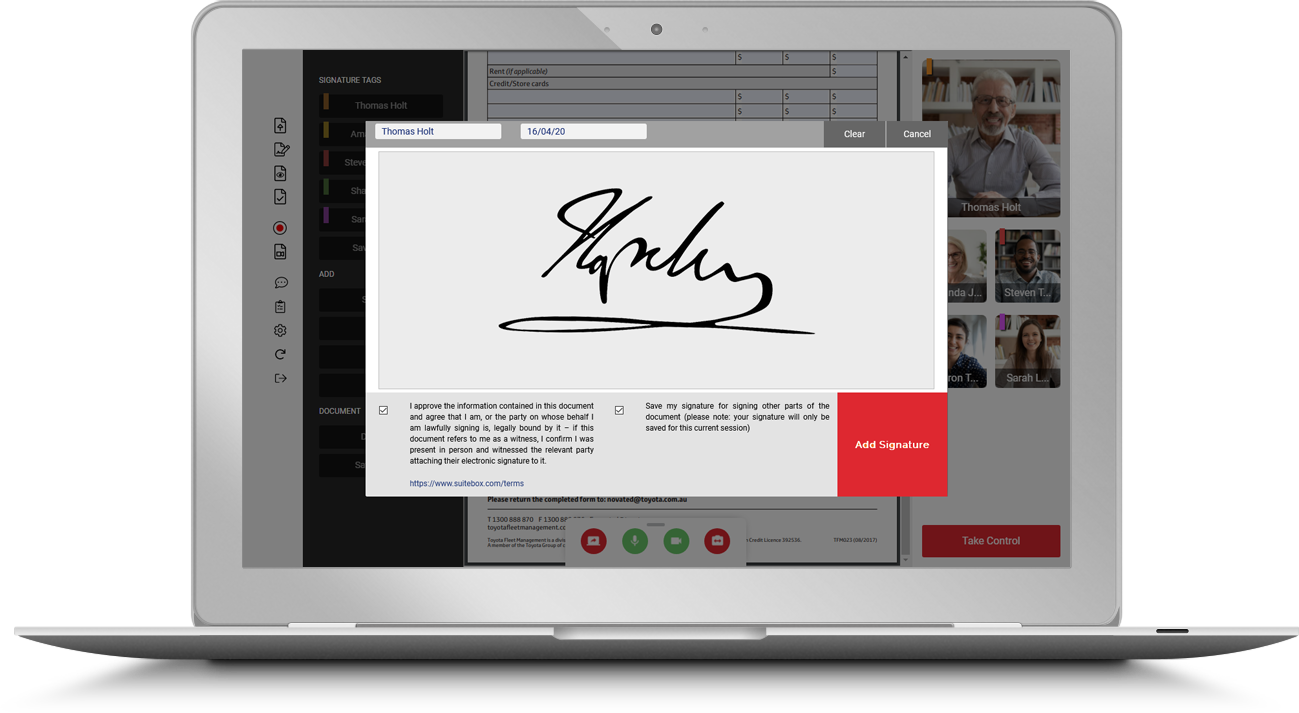 SIGNATURE TAGS
Thomas Holt
Am
Steve
Sha
Sar
Sav
ADD
S
DOCUMENT
D
Sa
$ $ $
Rent (if applicable) $
Credit/Store cards
$ $ $
$ $ $
Thomas Holt 16/04/20 Clear Cancel
I approve the information contained in this document
and agree that I am, or the party on whose behalf I
am lawfully signing is, legally bound by it – if this
document refers to me as a witness, I confirm I was
present in person and witnessed the relevant party
attaching their electronic signature to it.
https://www.suitebox.com/terms
Save my signature for signing other parts of the
document (please note: your signature will only be
saved for this current session)
Add Signature
Please return the completed form to: novated@toyota.com.au
T 1300 888 870 F 1300 88
toyotafleetmanagement.co
Toyota Fleet Management is a divis
A member of the Toyota Group of c
Credit Licence 392536.
TFM023 (08/2017)
Thomas Holt
nda J...
Steven T...
ron T...
Sarah L...
Take Control